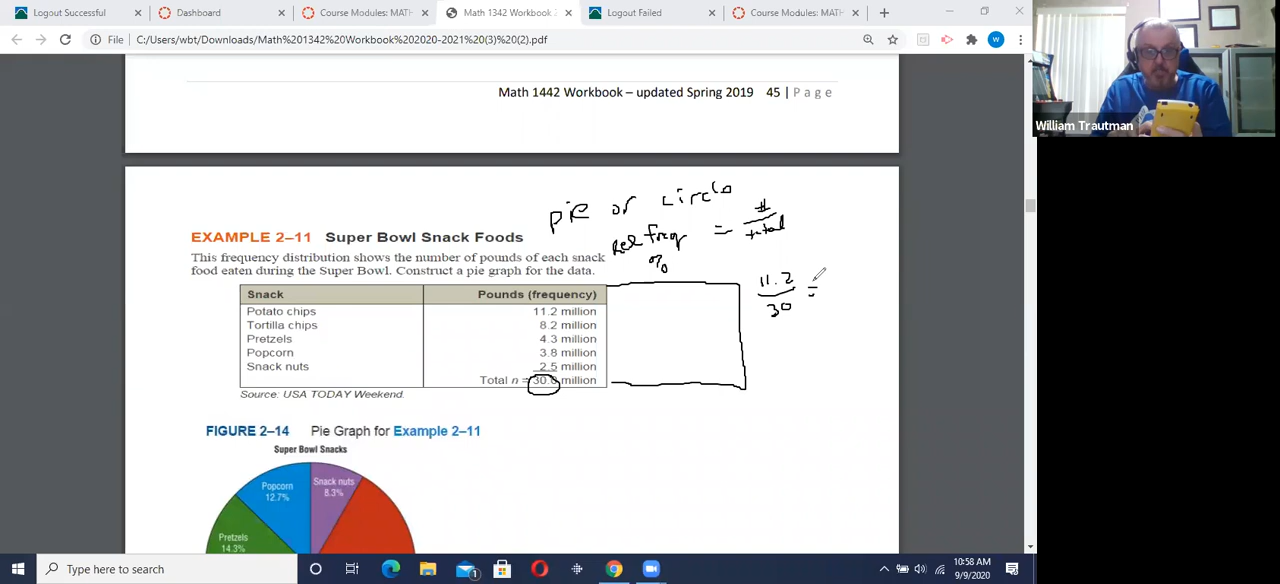 Logout Successful
Dashboard
Course Modules: MATH
Math 1342 Workbook 2
Logout Failed
Course Modules: MATH
File C:/Users/wbt/Downloads/Math%201342%20Workbook%202020-2021%20(3)%20(2).pdf
W
Math 1442 Workbook – updated Spring 2019 45 | Page
William Trautman
pie or circle
EXAMPLE 2–11 Super Bowl Snack Foods
Rel freq = #/total
%
This frequency distribution shows the number of pounds of each snack
food eaten during the Super Bowl. Construct a pie graph for the data.
11.2/30 =
Snack Pounds (frequency)
Potato chips 11.2 million
Tortilla chips 8.2 million
Pretzels 4.3 million
Popcorn 3.8 million
Snack nuts 2.5 million
Total n = 30.0 million
Source: USA TODAY Weekend.
FIGURE 2–14 Pie Graph for Example 2–11
Super Bowl Snacks
Popcorn
12.7%
Snack nuts
8.3%
Pretzels
14.3%
Type here to search
1
10:58 AM
9/9/2020